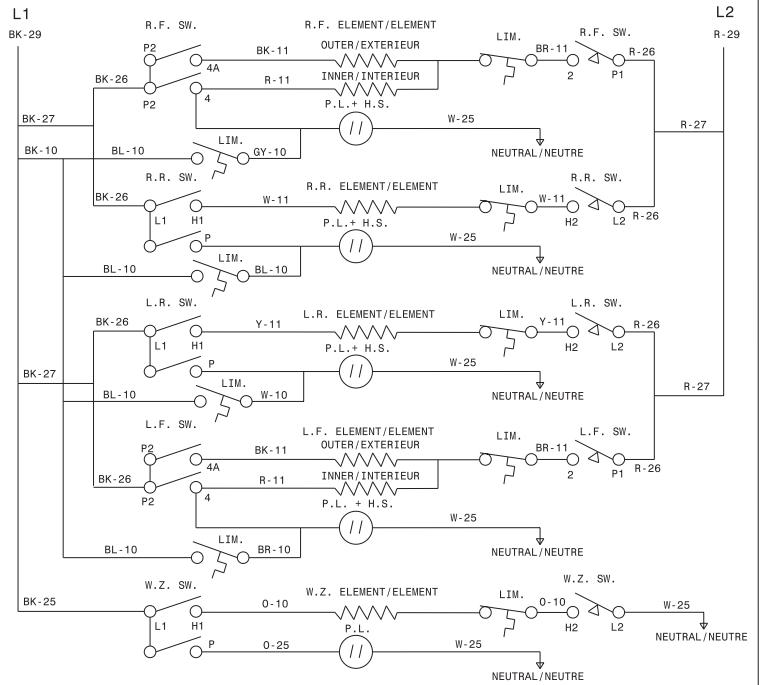 L1
L2
BK-29
R-29
R.F. SW.
R.F. ELEMENT/ELEMENT
R.F. SW.
P2
BK-11
OUTER/EXTERIEUR
LIM.
BR-11
R-26
4A
2
P1
BK-26
R-11
INNER/INTERIEUR
P2
4
P.L.+ H.S.
BK-27
W-25
R-27
NEUTRAL/NEUTRE
BK-10
BL-10
LIM.
GY-10
R.R. SW.
R.R. ELEMENT/ELEMENT
R.R. SW.
BK-26
W-11
LIM.
W-11
R-26
L1
H1
P.L.+ H.S.
H2
L2
P
W-25
NEUTRAL/NEUTRE
BL-10
LIM.
BL-10
L.R. SW.
L.R. ELEMENT/ELEMENT
L.R. SW.
BK-26
Y-11
LIM.
Y-11
R-26
L1
H1
P.L.+ H.S.
H2
L2
P
W-25
BK-27
R-27
NEUTRAL/NEUTRE
BL-10
LIM.
W-10
L.F. SW.
L.F. ELEMENT/ELEMENT
L.F. SW.
P2
BK-11
OUTER/EXTERIEUR
LIM.
BR-11
4A
2
P1
R-26
BK-26
R-11
INNER/INTERIEUR
P2
4
P.L. + H.S.
W-25
NEUTRAL/NEUTRE
BL-10
LIM.
BR-10
W.Z. SW.
W.Z. ELEMENT/ELEMENT
W.Z. SW.
BK-25
O-10
LIM.
O-10
W-25
L1
H1
P.L.
H2
L2
NEUTRAL/NEUTRE
P
O-25
W-25
NEUTRAL/NEUTRE